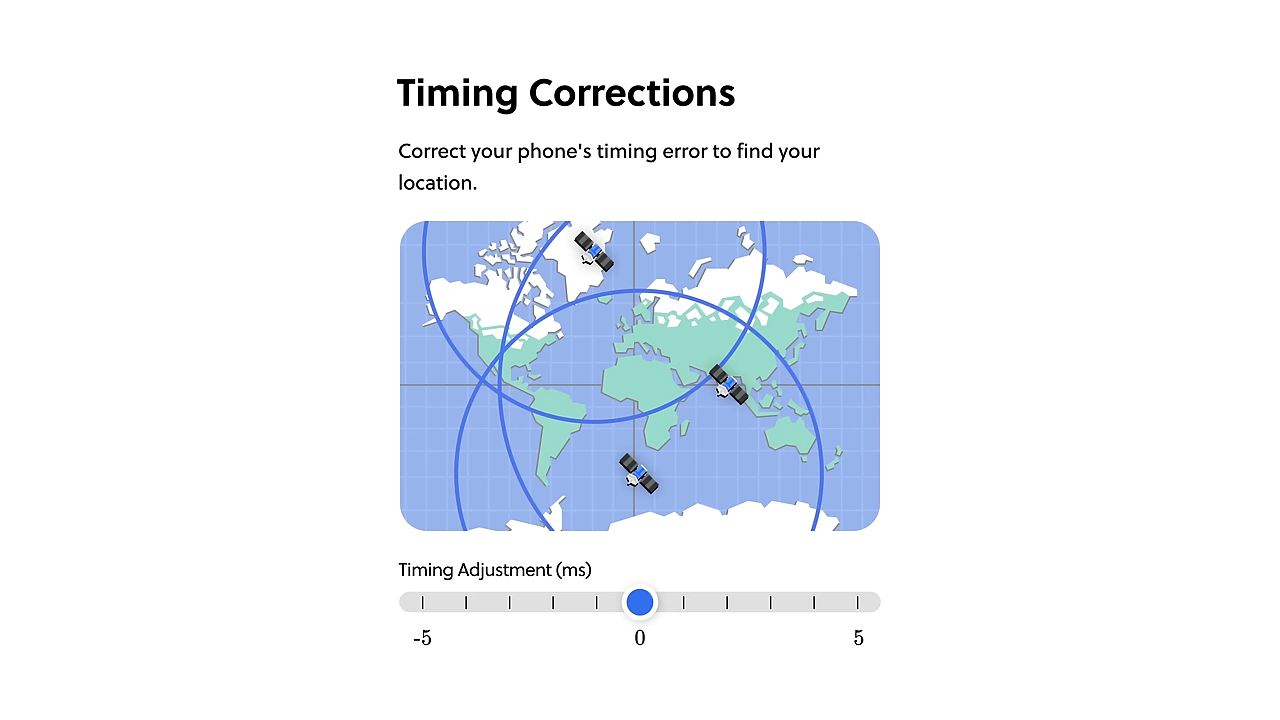 Timing Corrections
Correct your phone's timing error to find your
location.
Timing Adjustment (ms)
-5 0 5